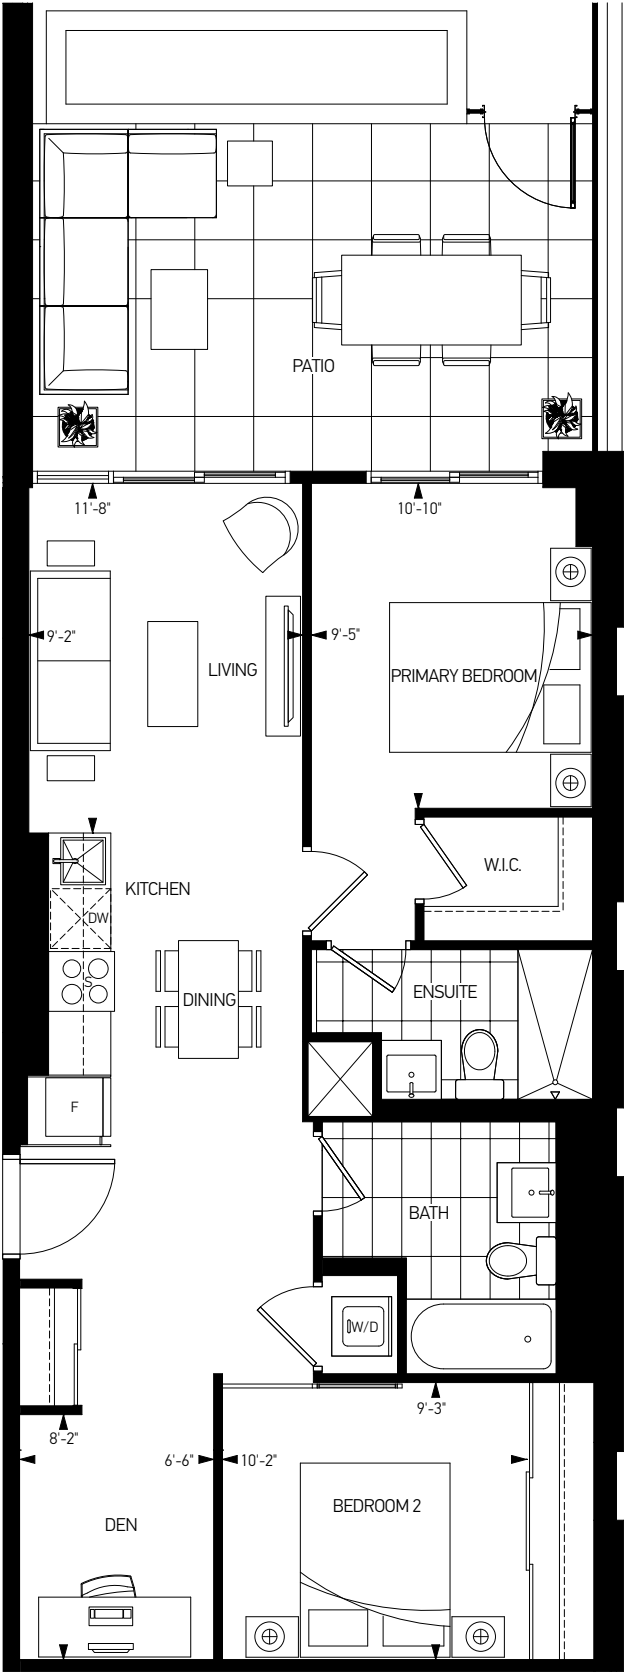 PATIO
11'-8"
10'-10"
9'-2"
9'-5"
LIVING
PRIMARY BEDROOM
W.I.C.
KITCHEN
DW
S
DINING
ENSUITE
F
BATH
W/D
9'-3"
8'-2"
6'-6"
10'-2"
BEDROOM 2
DEN